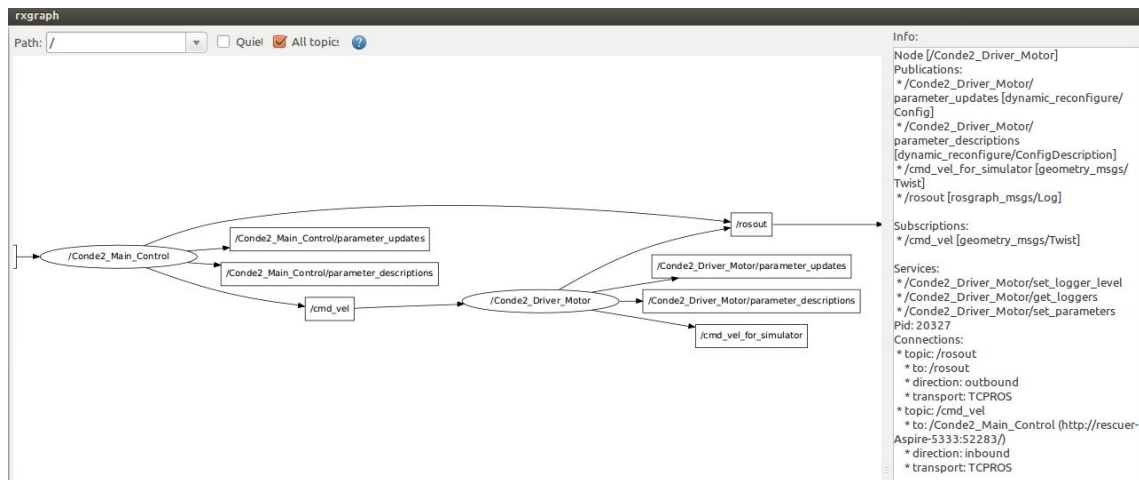 rxgraph
Path: /
Quiet
All topics
?
/Conde2_Main_Control
/Conde2_Main_Control/parameter_updates
/Conde2_Main_Control/parameter_descriptions
/cmd_vel
/rosout
/Conde2_Driver_Motor
/Conde2_Driver_Motor/parameter_updates
/Conde2_Driver_Motor/parameter_descriptions
/cmd_vel_for_simulator
Info:
Node [/Conde2_Driver_Motor]
Publications:
* /Conde2_Driver_Motor/
parameter_updates [dynamic_reconfigure/
Config]
* /Conde2_Driver_Motor/
parameter_descriptions
[dynamic_reconfigure/ConfigDescription]
* /cmd_vel_for_simulator [geometry_msgs/
Twist]
* /rosout [rosgraph_msgs/Log]
Subscriptions:
* /cmd_vel [geometry_msgs/Twist]
Services:
* /Conde2_Driver_Motor/set_logger_level
* /Conde2_Driver_Motor/get_loggers
* /Conde2_Driver_Motor/set_parameters
Pid: 20327
Connections:
* topic: /rosout
* to: /rosout
* direction: outbound
* transport: TCPROS
* topic: /cmd_vel
* to: /Conde2_Main_Control (http://rescuer-
Aspire-5333:52283/)
* direction: inbound
* transport: TCPROS